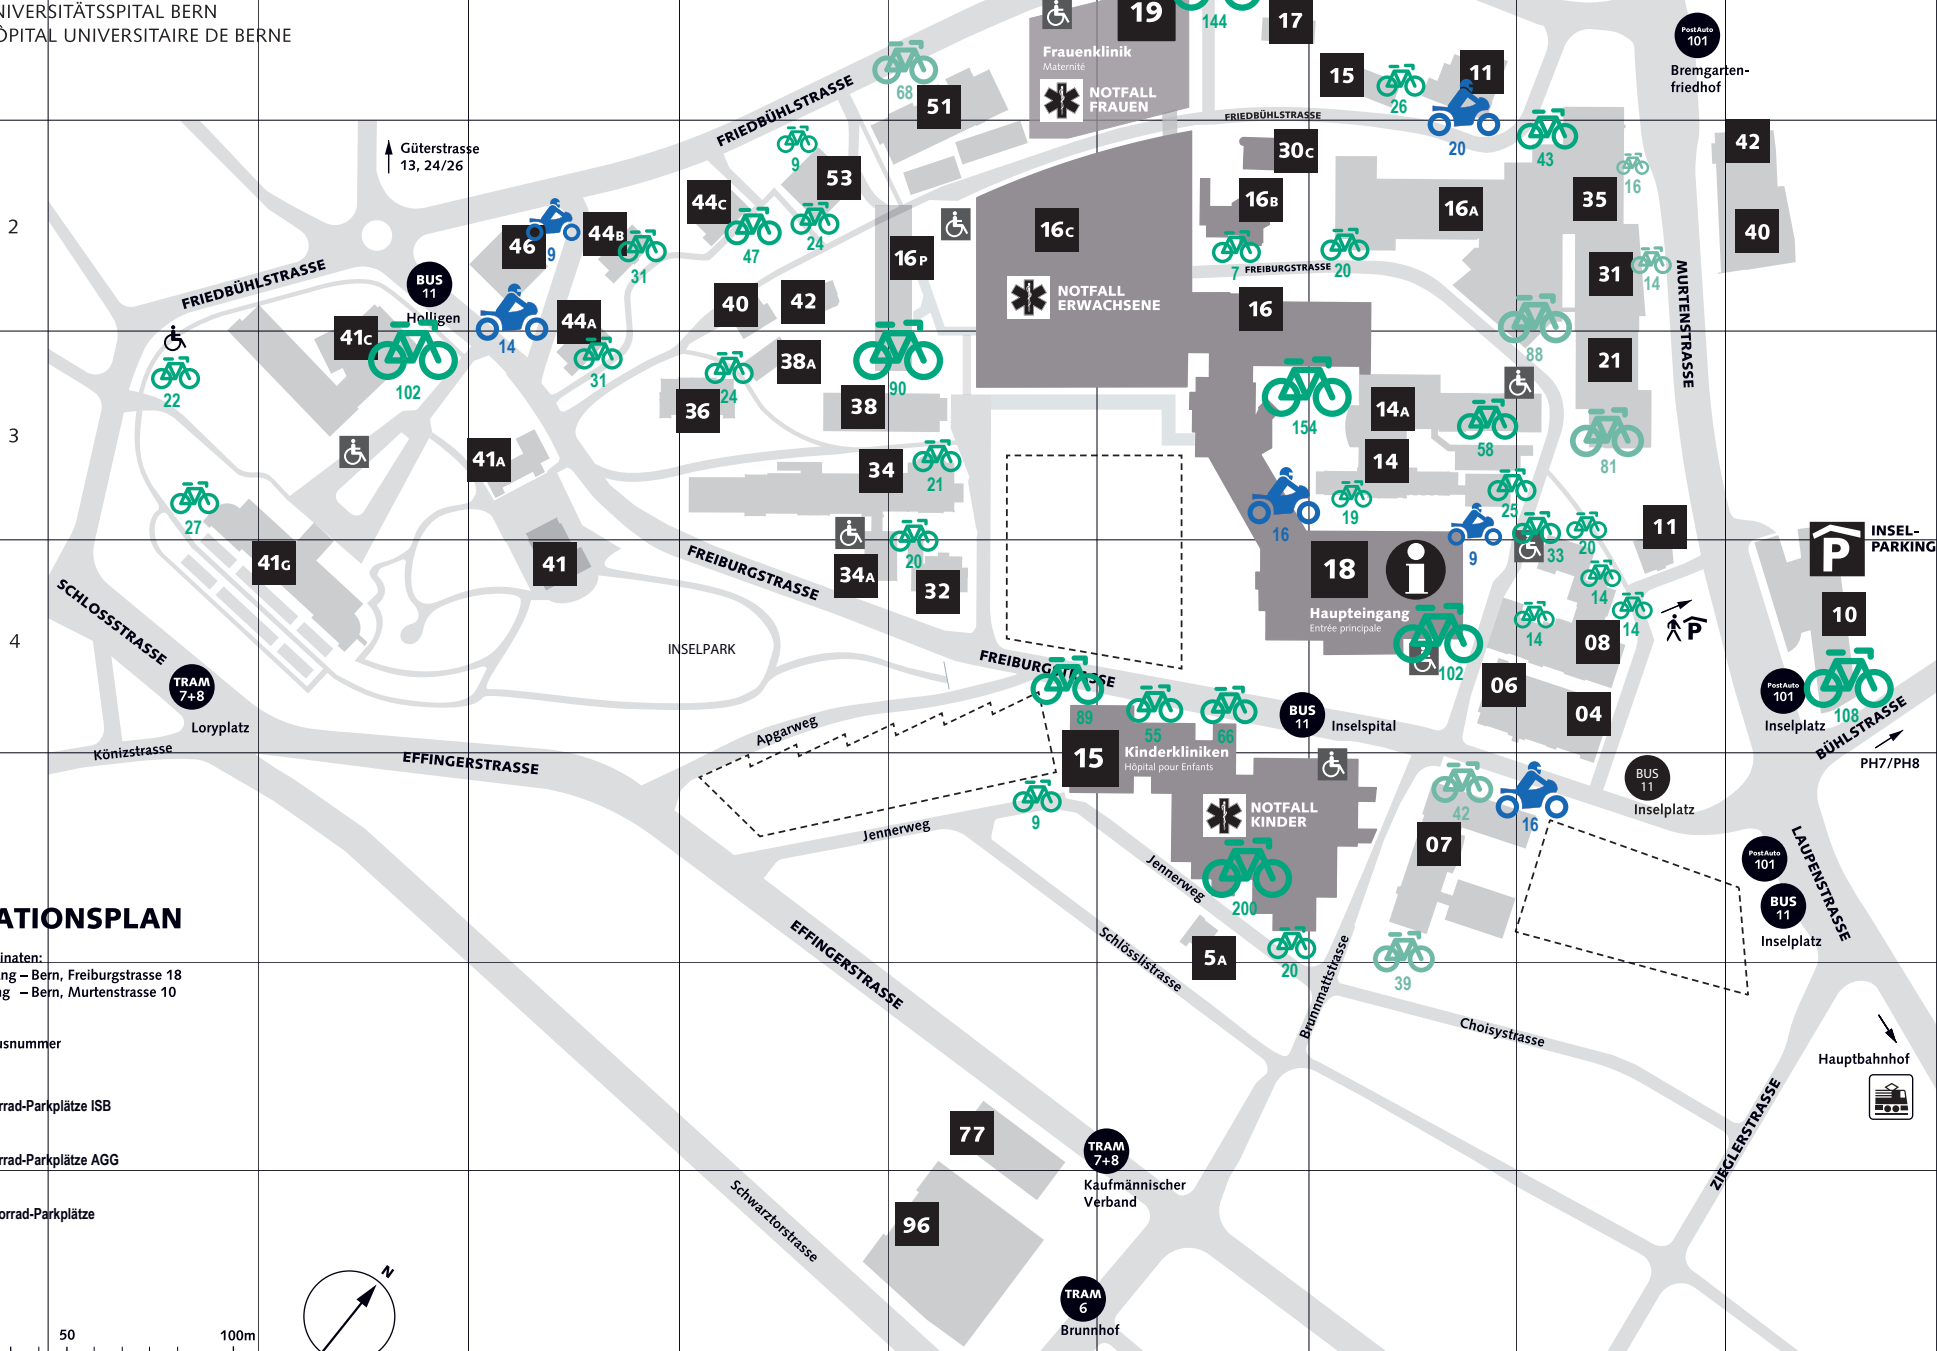 NIVERSITÄTSSPITAL BERN
ÔPITAL UNIVERSITAIRE DE BERNE
19
144
17
Frauenklinik
Maternité
NOTFALL
FRAUEN
15
26
11
20
PostAuto
101
Bremgarten-
friedhof
FRIEDBÜHLSTRASSE
68
51
FRIEDBÜHLSTRASSE
43
42
Güterstrasse
13, 24/26
9
53
30C
16
2
44C
47
24
16C
16B
16A
35
40
46
9
44B
31
16P
7
FREIBURGSTRASSE
20
31
14
MURTENSTRASSE
FRIEDBÜHLSTRASSE
BUS
11
Holligen
40
42
NOTFALL
ERWACHSENE
16
14
44A
31
41C
102
22
38A
90
88
21
24
36
38
154
14A
58
81
3
41A
34
21
14
19
25
16
9
33
20
11
27
41G
41
20
34A
32
18
Haupteingang
Entrée principale
102
14
14
14
P
INSEL-
PARKING
P
10
4
SCHLOSSSTRASSE
FREIBURGSTRASSE
INSELPARK
08
06
04
TRAM
7+8
Loryplatz
FREIBURGSTRASSE
89
55
66
BUS
11
Inselspital
PostAuto
101
Inselplatz
108
BÜHLSTRASSE
PH7/PH8
Könizstrasse
EFFINGERSTRASSE
Apgarweg
15
Kinderkliniken
Hôpital pour Enfants
NOTFALL
KINDER
9
Jennerweg
42
16
BUS
11
Inselplatz
07
PostAuto
101
LAUPENSTRASSE
BUS
11
Inselplatz
Jennerweg
200
5A
20
39
ATIONSPLAN
inaten:
ang – Bern, Freiburgstrasse 18
ng – Bern, Murtenstrasse 10
EFFINGERSTRASSE
Schlösslistrasse
Brunnmattstrasse
Choisystrasse
usnummer
Hauptbahnhof
rrad-Parkplätze ISB
rrad-Parkplätze AGG
orrad-Parkplätze
77
TRAM
7+8
Kaufmännischer
Verband
ZIEGLERSTRASSE
Schwarztorstrasse
96
TRAM
6
Brunnhof
N
50
100m